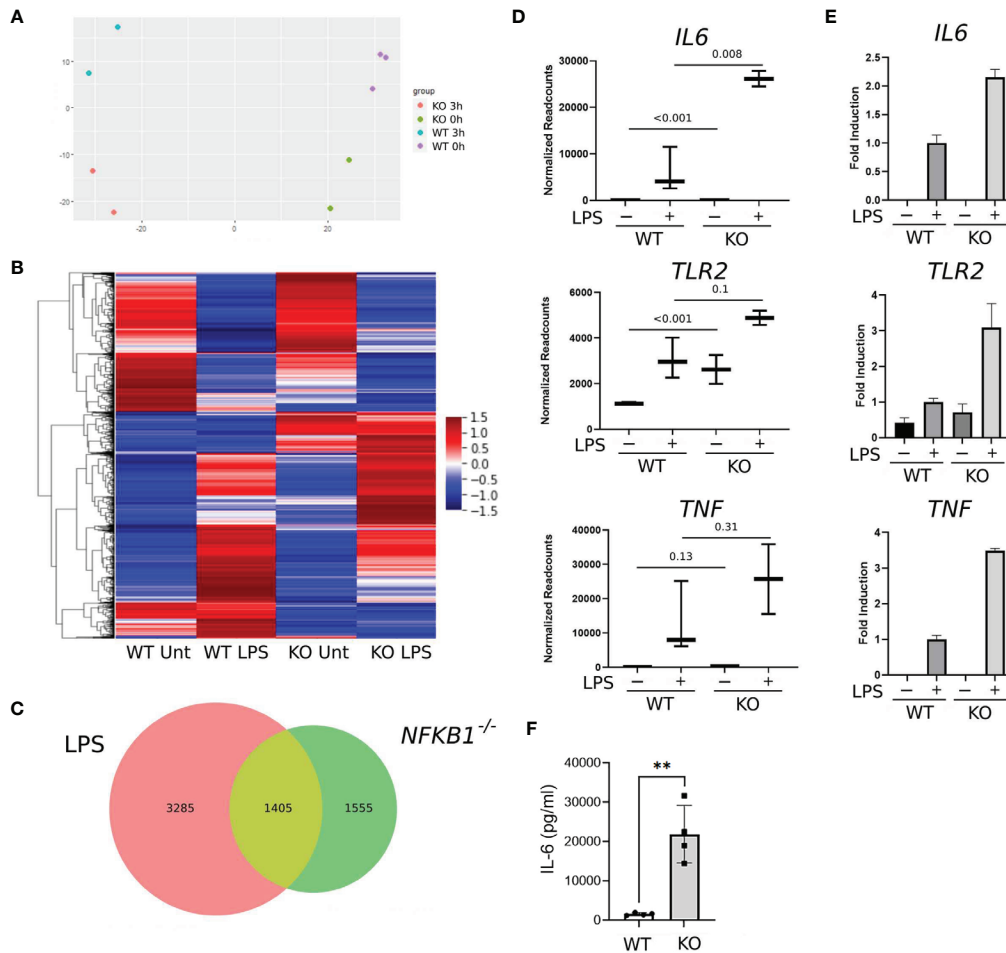 A
10
0
-10
-20
-20
0
20
group
KO 3h
KO 0h
WT 3h
WT 0h
B
1.5
1.0
0.5
0.0
−0.5
−1.0
−1.5
WT Unt WT LPS KO Unt KO LPS
C
LPS
NFKB1-/-
3285 1405 1555
D
IL6
Normalized Readcounts
30000
20000
10000
0
<0.001
0.008
LPS − + − +
WT KO
TLR2
Normalized Readcounts
6000
4000
2000
0
<0.001
0.1
LPS − + − +
WT KO
TNF
Normalized Readcounts
40000
30000
20000
10000
0
0.13
0.31
LPS − + − +
WT KO
E
IL6
Fold Induction
2.5
2.0
1.5
1.0
0.5
0.0
LPS − + − +
WT KO
TLR2
Fold Induction
4
3
2
1
0
LPS − + − +
WT KO
TNF
Fold Induction
4
3
2
1
0
LPS − + − +
WT KO
F
IL-6 (pg/ml)
40000
30000
20000
10000
0
**
WT KO